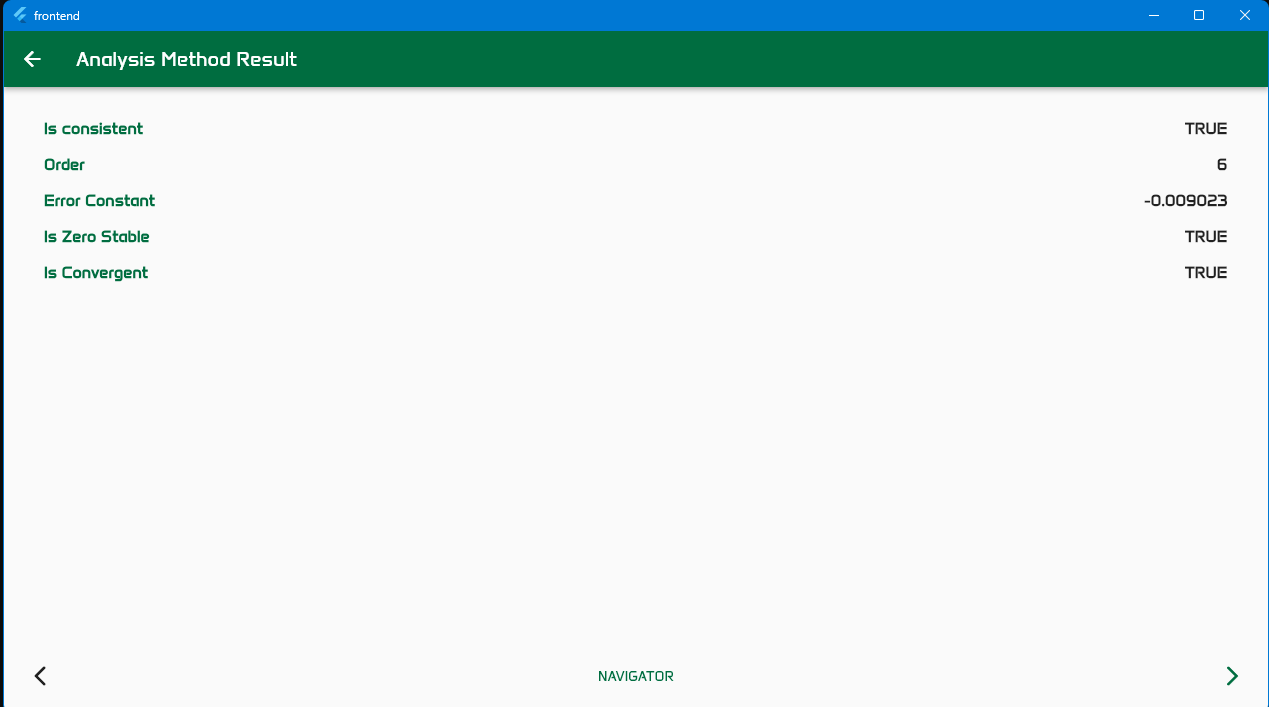 frontend
Analysis Method Result
Is consistent TRUE
Order 6
Error Constant -0.009023
Is Zero Stable TRUE
Is Convergent TRUE
NAVIGATOR